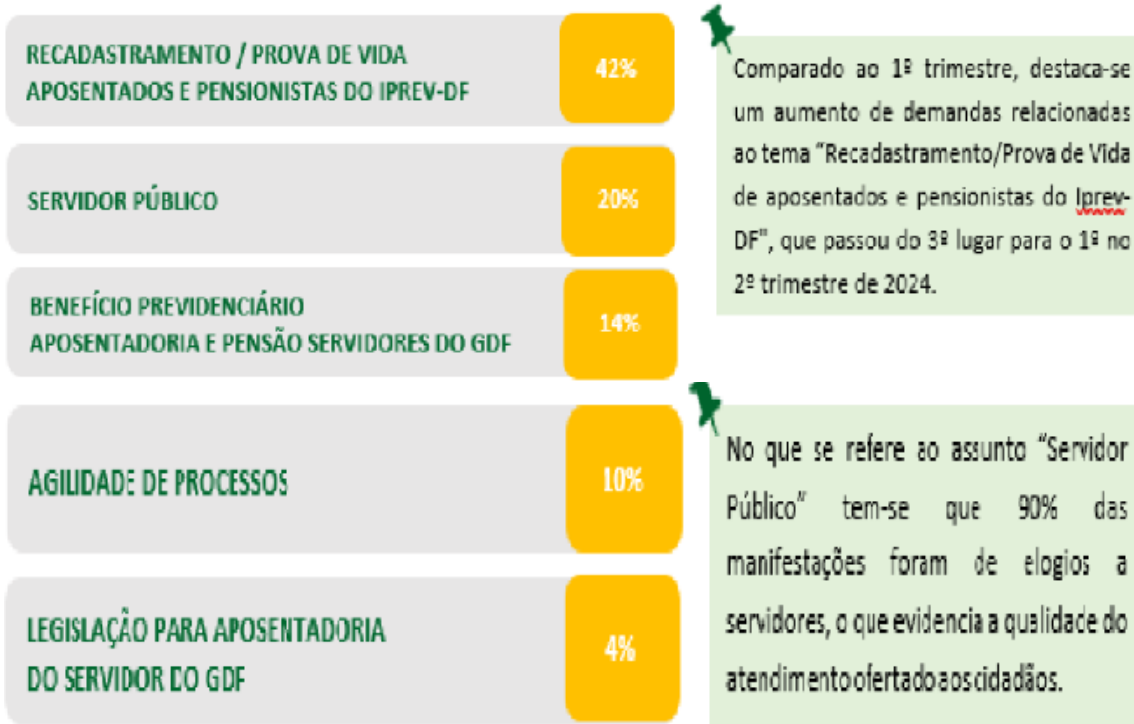 RECADASTRAMENTO / PROVA DE VIDA
APOSENTADOS E PENSIONISTAS DO IPREV-DF
42%
SERVIDOR PÚBLICO
20%
BENEFÍCIO PREVIDENCIÁRIO
APOSENTADORIA E PENSÃO SERVIDORES DO GDF
14%
AGILIDADE DE PROCESSOS
10%
LEGISLAÇÃO PARA APOSENTADORIA
DO SERVIDOR DO GDF
4%
Comparado ao 1º trimestre, destaca-se
um aumento de demandas relacionadas
ao tema “Recadastramento/Prova de Vida
de aposentados e pensionistas do Iprev-
DF", que passou do 3º lugar para o 1º no
2º trimestre de 2024.
No que se refere ao assunto “Servidor
Público” tem-se que 90% das
manifestações foram de elogios a
servidores, o que evidencia a qualidade do
atendimento ofertado aos cidadãos.